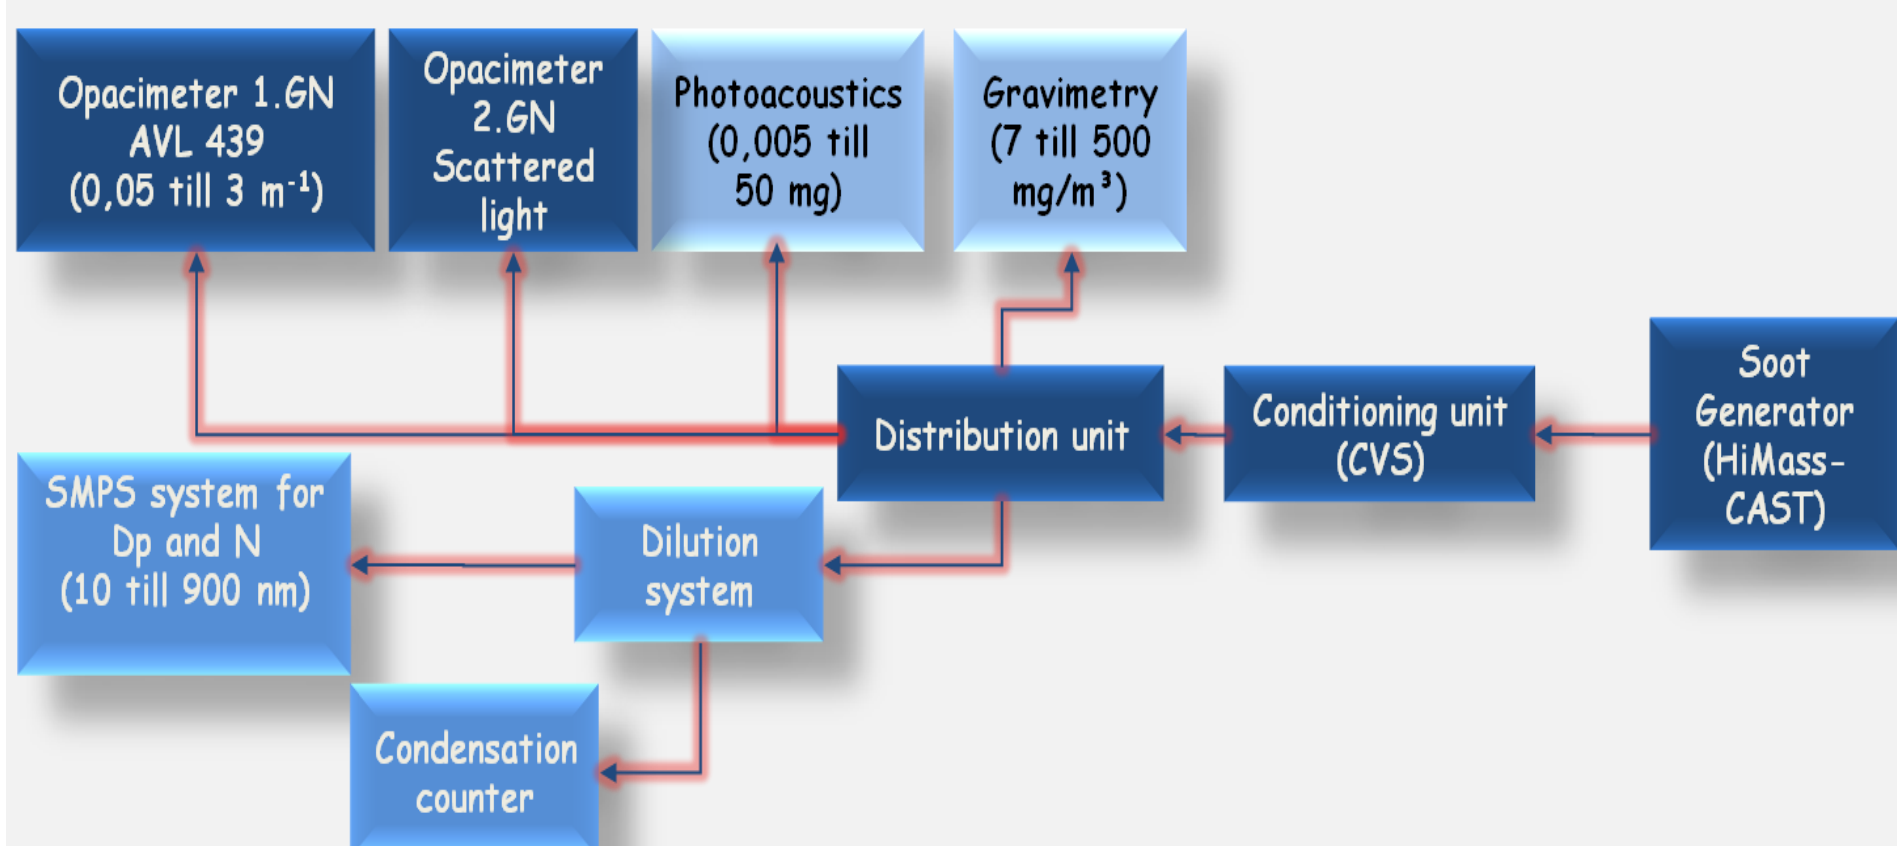 Opacimeter 1.GN
AVL 439
(0,05 till 3 m⁻¹)
Opacimeter
2.GN
Scattered
light
Photoacoustics
(0,005 till
50 mg)
Gravimetry
(7 till 500
mg/m³)
Soot
Generator
(HiMass-
CAST)
Conditioning unit
(CVS)
Distribution unit
SMPS system for
Dp and N
(10 till 900 nm)
Dilution
system
Condensation
counter